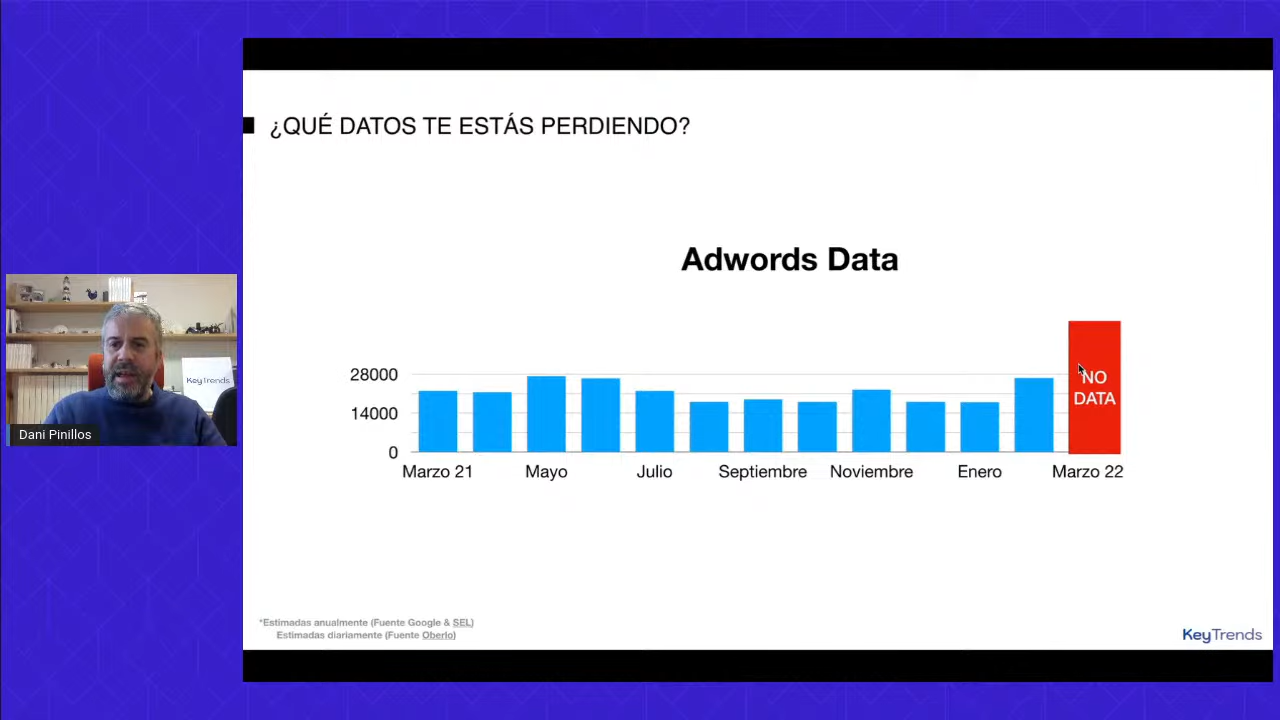 ¿QUÉ DATOS TE ESTÁS PERDIENDO?
Adwords Data
28000
14000
0
NO
DATA
Marzo 21
Mayo
Julio
Septiembre
Noviembre
Enero
Marzo 22
KeyTrends
Dani Pinillos
*Estimadas anualmente (Fuente Google & SEL)
Estimadas diariamente (Fuente Oberlo)
KeyTrends